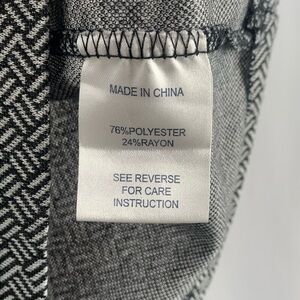 MADE IN CHINA
76%POLYESTER
24%RAYON
SEE REVERSE
FOR CARE
INSTRUCTION